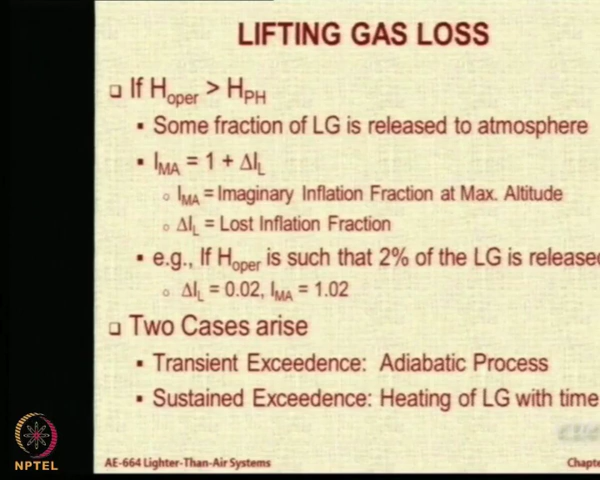 LIFTING GAS LOSS
❑ If Hoper > HPH
▪ Some fraction of LG is released to atmosphere
▪ IMA = 1 + ΔIL
○ IMA = Imaginary Inflation Fraction at Max. Altitude
○ ΔIL = Lost Inflation Fraction
▪ e.g., If Hoper is such that 2% of the LG is release
○ ΔIL = 0.02, IMA = 1.02
❑ Two Cases arise
▪ Transient Exceedence: Adiabatic Process
▪ Sustained Exceedence: Heating of LG with time
NPTEL
AE-664 Lighter-Than-Air Systems
Chapte